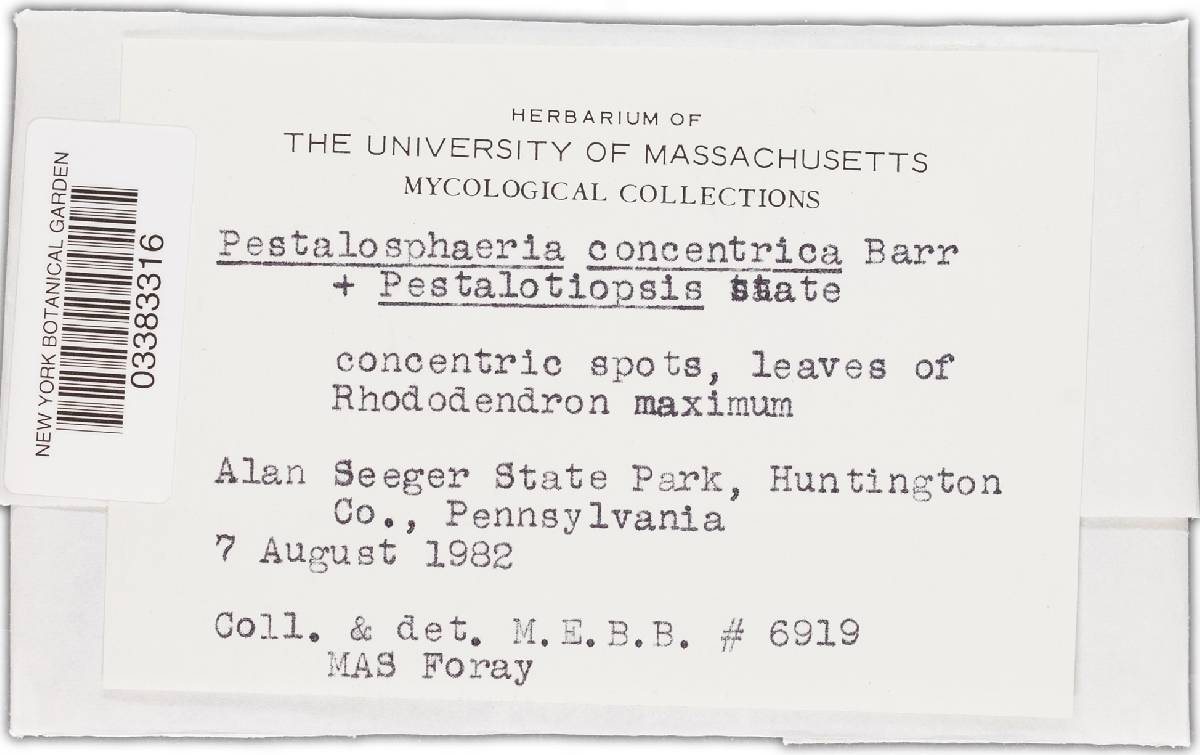 HERBARIUM OF
THE UNIVERSITY OF MASSACHUSETTS
MYCOLOGICAL COLLECTIONS
Pestalosphaeria concentrica Barr
+ Pestalotiopsis state
concentric spots, leaves of
Rhododendron maximum
Alan Seeger State Park, Huntington
Co., Pennsylvania
7 August 1982
Coll. & det. M.E.B.B. # 6919
MAS Foray
NEW YORK BOTANICAL GARDEN
03383316